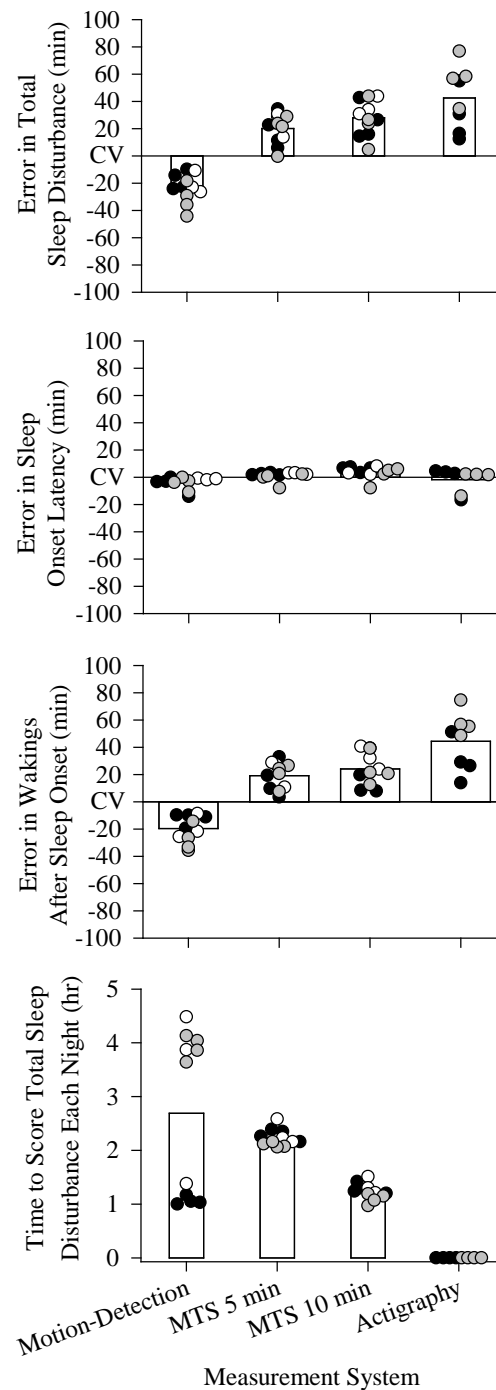 100
80
60
40
20
CV
-20
-40
-60
-80
-100
Error in Total
Sleep Disturbance (min)
100
80
60
40
20
CV
-20
-40
-60
-80
-100
Error in Sleep
Onset Latency (min)
100
80
60
40
20
CV
-20
-40
-60
-80
-100
Error in Wakings
After Sleep Onset (min)
5
4
3
2
1
0
Time to Score Total Sleep
Disturbance Each Night (hr)
Motion-Detection
MTS 5 min
MTS 10 min
Actigraphy
Measurement System